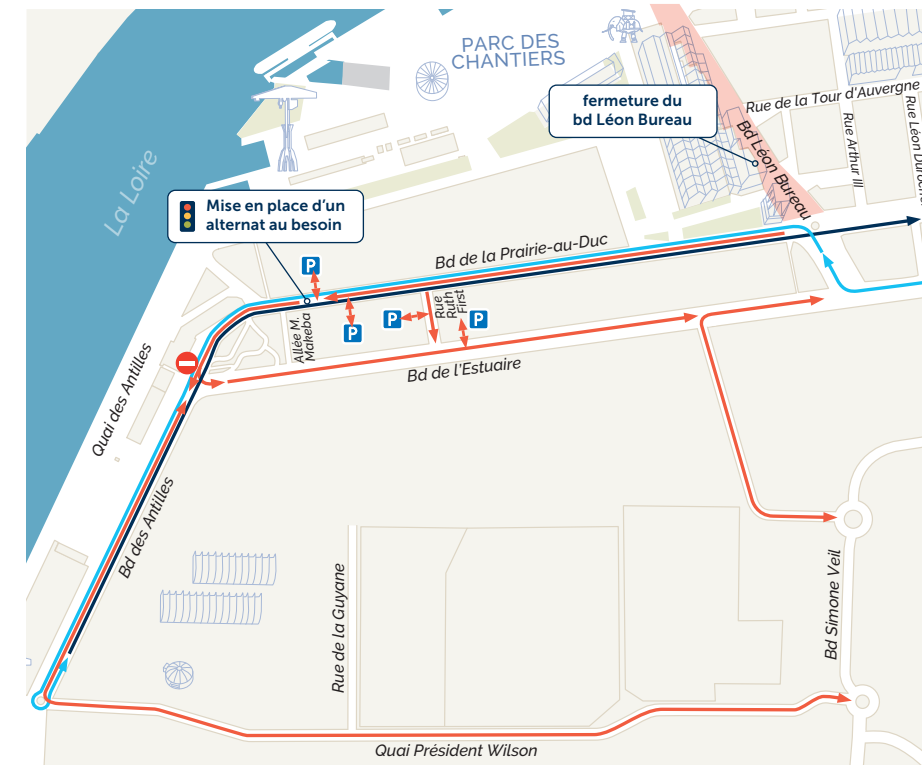 PARC DES
CHANTIERS
fermeture du
bd Léon Bureau
Rue de la Tour d'Auvergne
Rue Arthur III
Bd Léon Bureau
La Loire
Mise en place d'un
alternat au besoin
Bd de la Prairie-au-Duc
P
P
P
P
Rue
Ruth
First
Allée M.
Makeba
Bd de l'Estuaire
Quai des Antilles
Bd des Antilles
Rue de la Guyane
Bd Simone Veil
Quai Président Wilson
Rue Léon